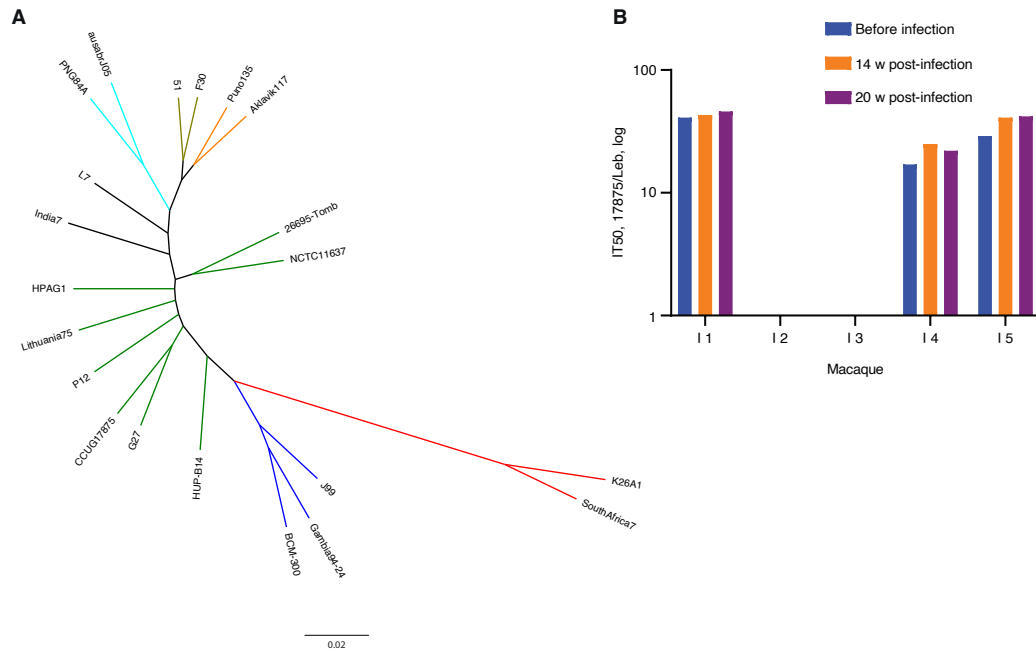 A
ausabrJ05
PNG84A
51
F30
Puno135
Aklavik117
L7
India7
26695-Tomb
NCTC11637
HPAG1
Lithuania75
P12
CCUG17875
G27
HUP-B14
J99
Gambia94-24
BCM-300
K26A1
SouthAfrica7
0.02
B
Before infection
14 w post-infection
20 w post-infection
IT50, 17875/Leb, log
100
10
1
I 1 I 2 I 3 I 4 I 5
Macaque